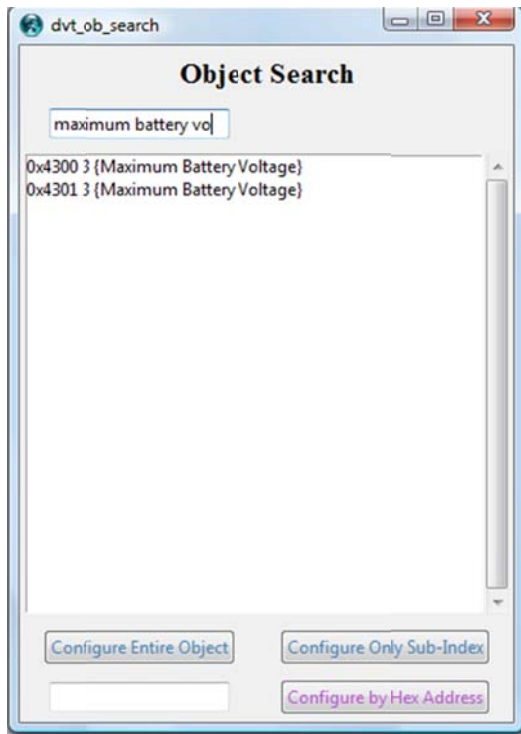 dvt_ob_search
Object Search
maximum battery vo
0x4300 3 {Maximum Battery Voltage}
0x4301 3 {Maximum Battery Voltage}
Configure Entire Object
Configure Only Sub-Index
Configure by Hex Address